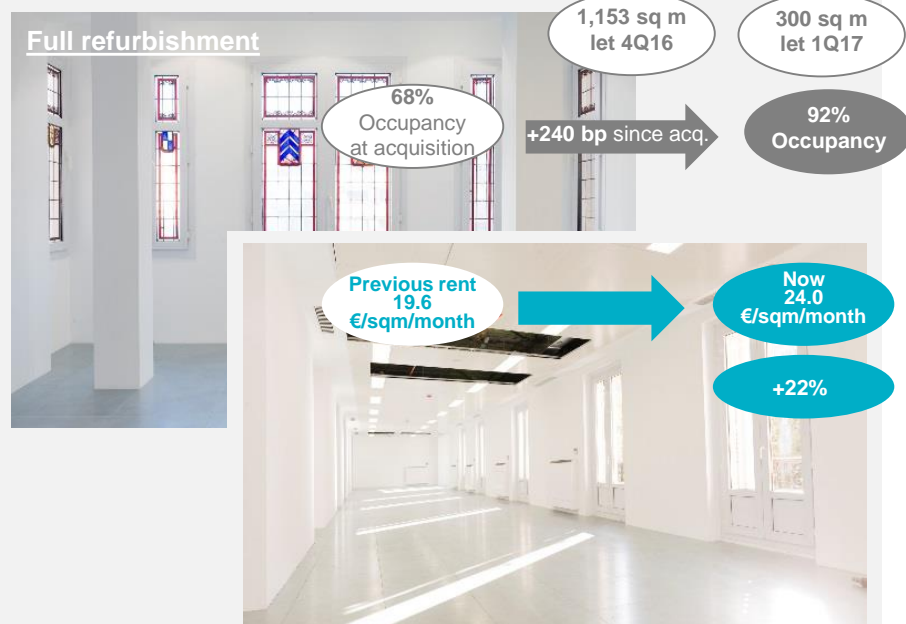 Full refurbishment
1,153 sq m
let 4Q16
300 sq m
let 1Q17
68%
Occupancy
at acquisition
+240 bp since acq.
92%
Occupancy
Previous rent
19.6
€/sqm/month
Now
24.0
€/sqm/month
+22%